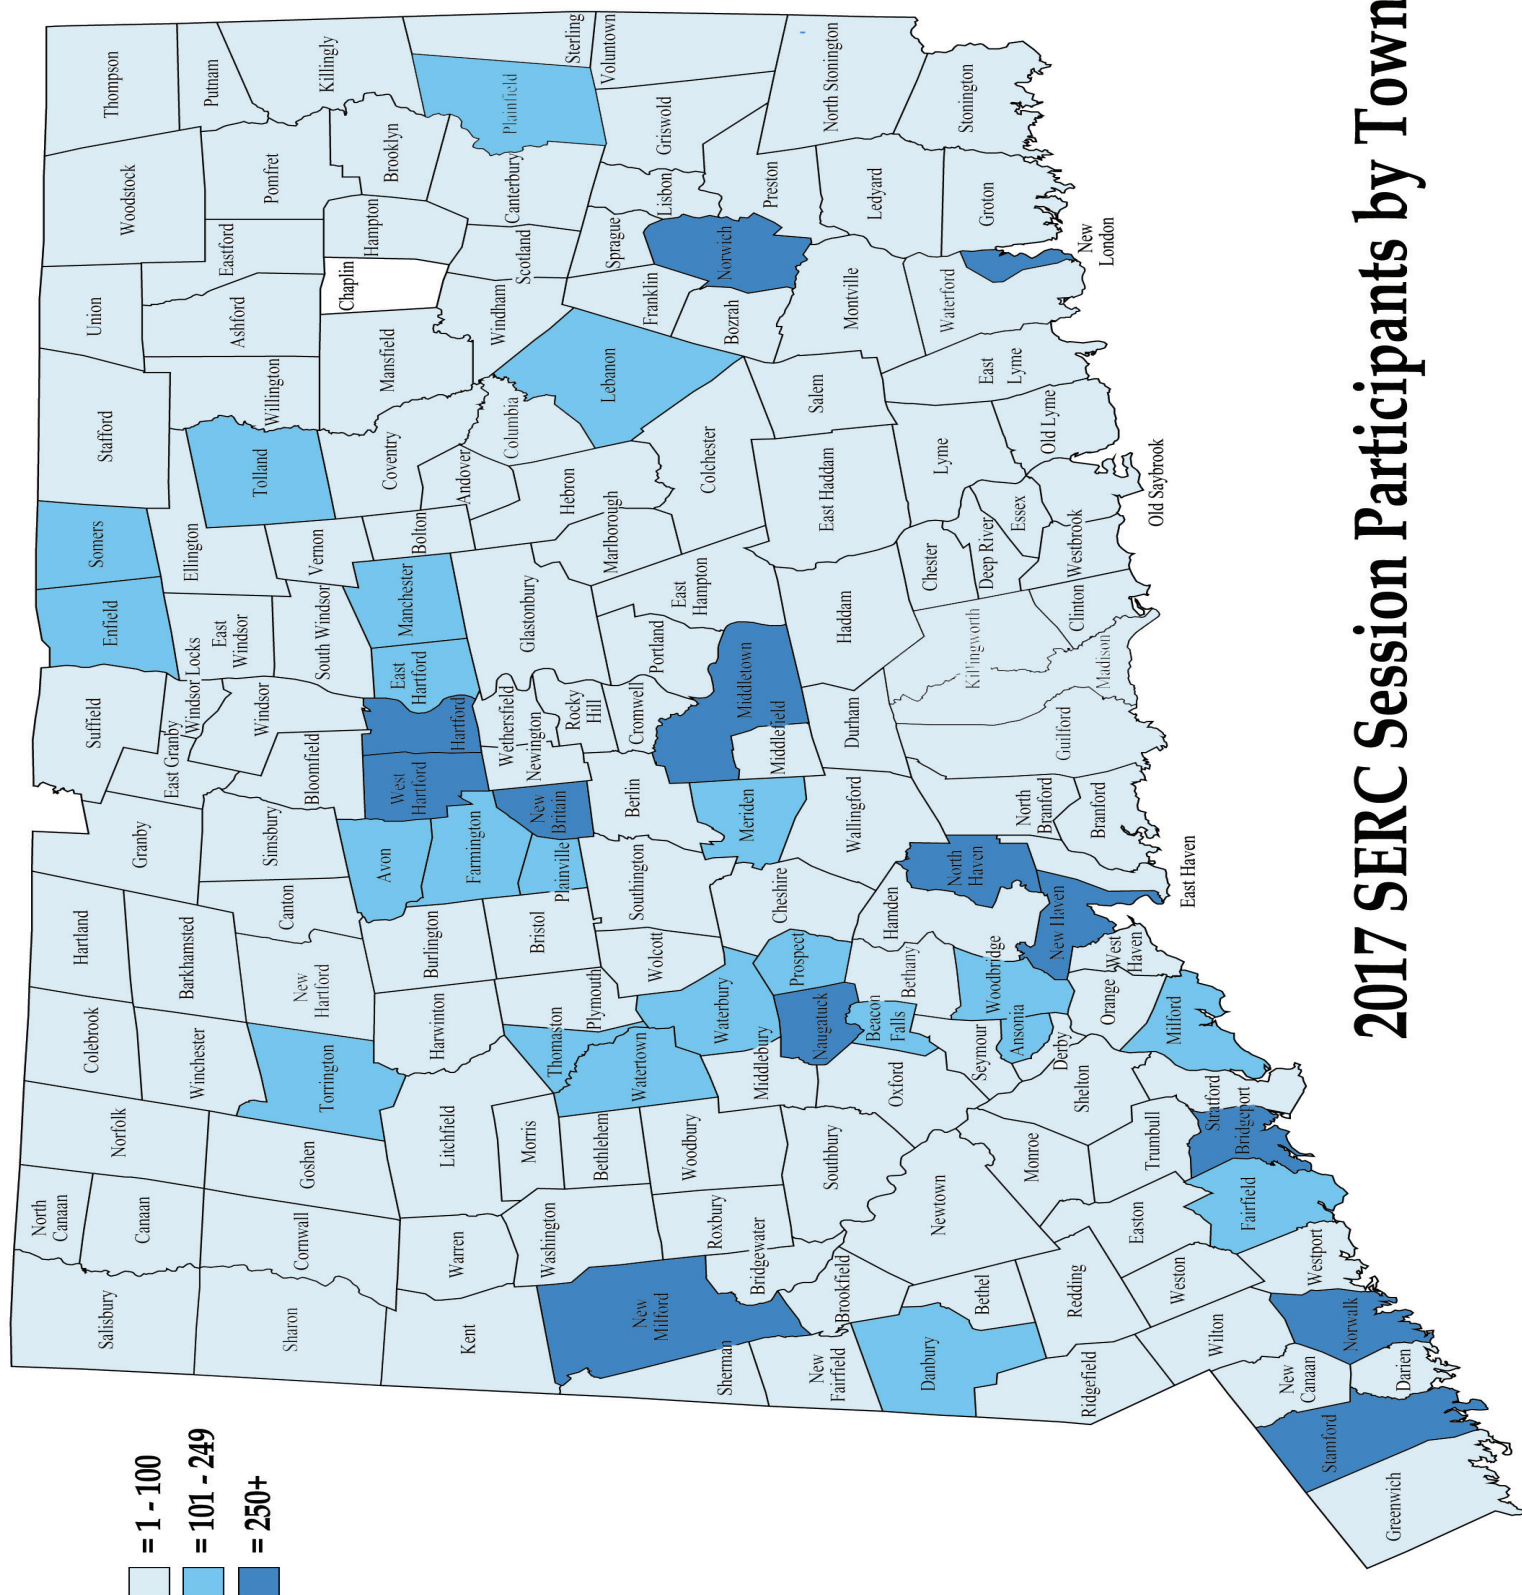 2017 SERC Session Participants by Town
= 1 - 100
= 101 - 249
= 250+
Salisbury
North
Canaan
Canaan
Norfolk
Colebrook
Hartland
Granby
Suffield
Enfield
Somers
Stafford
Union
Woodstock
Thompson
Putnam
Sharon
Cornwall
Goshen
Torrington
Winchester
Barkhamsted
New
Hartford
Canton
Simsbury
East Granby
Windsor Locks
Windsor
Bloomfield
East
Windsor
Ellington
South Windsor
Vernon
Tolland
Willington
Ashford
Eastford
Pomfret
Killingly
Kent
Warren
Litchfield
Harwinton
Burlington
Avon
Farmington
West
Hartford
Hartford
East
Hartford
Manchester
Bolton
Coventry
Andover
Mansfield
Chaplin
Hampton
Brooklyn
Plainfield
Sterling
Voluntown
Canterbury
Scotland
Windham
Columbia
Lebanon
Franklin
Sprague
Lisbon
Griswold
Norwich
Bozrah
Preston
North Stonington
Stonington
Ledyard
Groton
New
London
Waterford
Montville
Salem
East
Lyme
Old Lyme
Lyme
East Haddam
Colchester
Hebron
Marlborough
Glastonbury
East
Hampton
Portland
Wethersfield
Newington
Rocky
Hill
Cromwell
New
Britain
Plainville
Bristol
Plymouth
Thomaston
Watertown
Morris
Bethlehem
Washington
New
Milford
Sherman
Roxbury
Bridgewater
Woodbury
Southbury
Middlebury
Waterbury
Wolcott
Southington
Berlin
Meriden
Middletown
Middlefield
Durham
Haddam
Chester
Deep River
Essex
Westbrook
Old Saybrook
Clinton
Killingworth
Madison
Guilford
North
Branford
Branford
East Haven
Wallingford
Cheshire
Prospect
Naugatuck
Beacon
Falls
Bethany
Hamden
North
Haven
New Haven
West
Haven
Orange
Woodbridge
Ansonia
Derby
Seymour
Oxford
Milford
Stratford
Shelton
Monroe
Trumbull
Bridgeport
Fairfield
Easton
Newtown
Brookfield
New
Fairfield
Danbury
Bethel
Redding
Ridgefield
Weston
Westport
Wilton
Norwalk
New
Canaan
Darien
Stamford
Greenwich